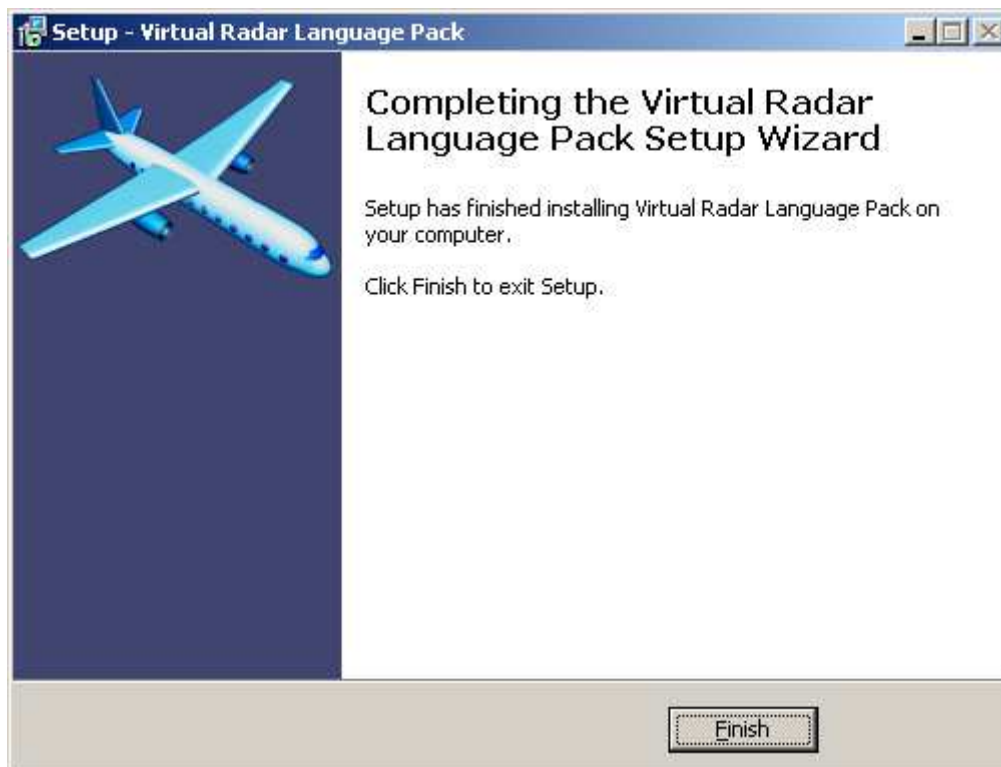 Setup - Virtual Radar Language Pack
Completing the Virtual Radar
Language Pack Setup Wizard
Setup has finished installing Virtual Radar Language Pack on
your computer.
Click Finish to exit Setup.
Finish